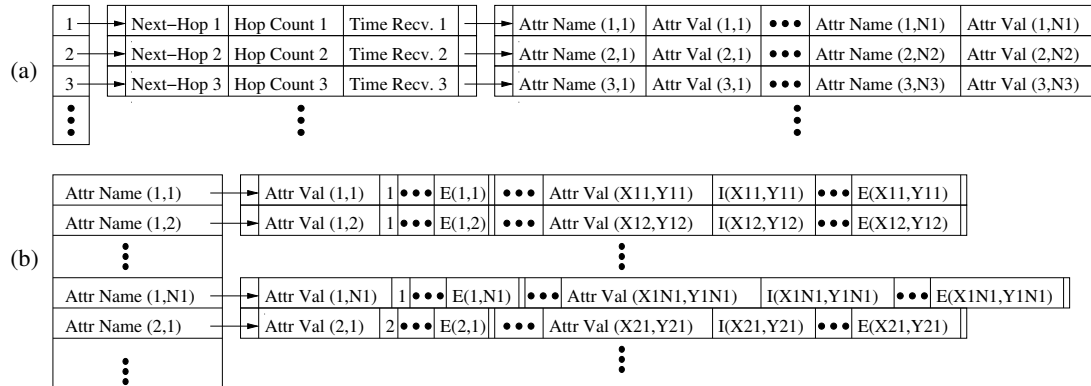 1 Next−Hop 1 Hop Count 1 Time Recv. 1 Attr Name (1,1) Attr Val (1,1) ●●● Attr Name (1,N1) Attr Val (1,N1)
2 Next−Hop 2 Hop Count 2 Time Recv. 2 Attr Name (2,1) Attr Val (2,1) ●●● Attr Name (2,N2) Attr Val (2,N2)
(a)
3 Next−Hop 3 Hop Count 3 Time Recv. 3 Attr Name (3,1) Attr Val (3,1) ●●● Attr Name (3,N3) Attr Val (3,N3)
Attr Name (1,1) Attr Val (1,1) 1 ●●● E(1,1) ●●● Attr Val (X11,Y11) I(X11,Y11) ●●● E(X11,Y11)
Attr Name (1,2) Attr Val (1,2) 1 ●●● E(1,2) ●●● Attr Val (X12,Y12) I(X12,Y12) ●●● E(X12,Y12)
(b)
Attr Name (1,N1) Attr Val (1,N1) 1 ●●● E(1,N1) ●●● Attr Val (X1N1,Y1N1) I(X1N1,Y1N1) ●●● E(X1N1,Y1N1)
Attr Name (2,1) Attr Val (2,1) 2 ●●● E(2,1) ●●● Attr Val (X21,Y21) I(X21,Y21) ●●● E(X21,Y21)